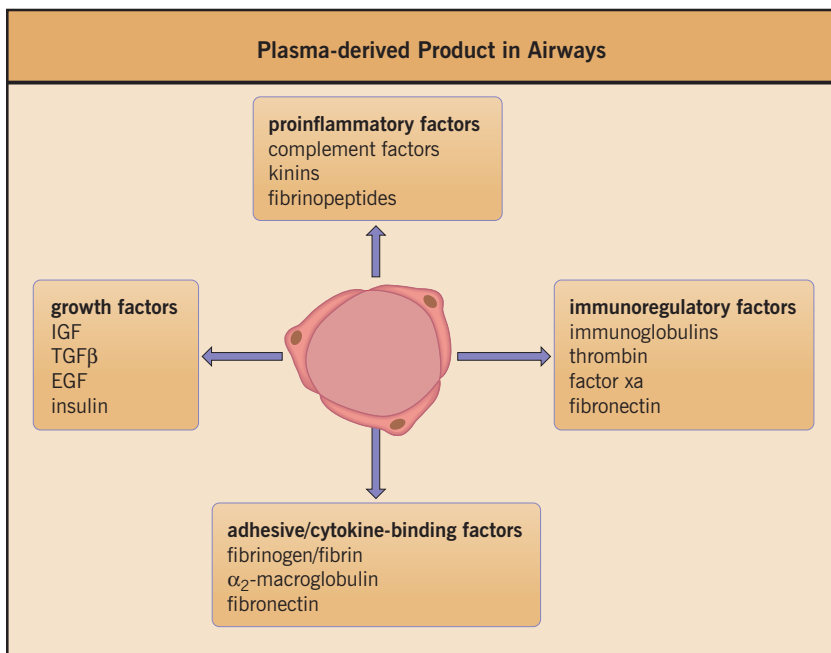 Plasma-derived Product in Airways
proinflammatory factors
complement factors
kinins
fibrinopeptides
growth factors
IGF
TGFβ
EGF
insulin
immunoregulatory factors
immunoglobulins
thrombin
factor xa
fibronectin
adhesive/cytokine-binding factors
fibrinogen/fibrin
α₂-macroglobulin
fibronectin